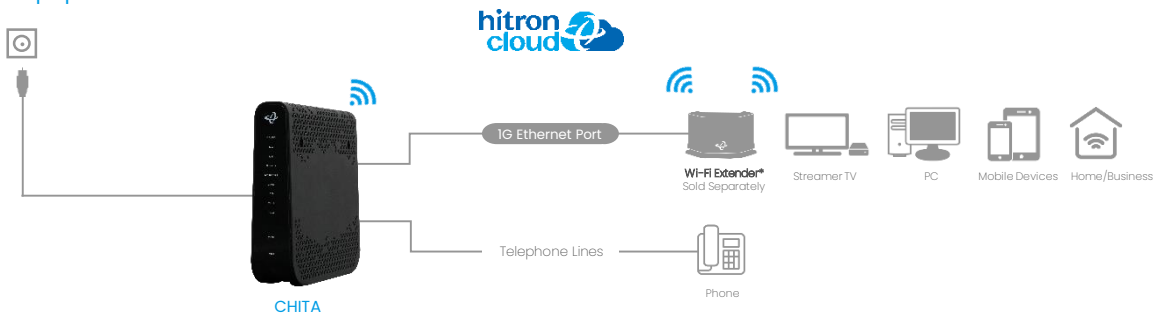 hitron
cloud
1G Ethernet Port
Wi-Fi Extender*
Sold Separately
Streamer TV
PC
Mobile Devices
Home/Business
Telephone Lines
Phone
CHITA